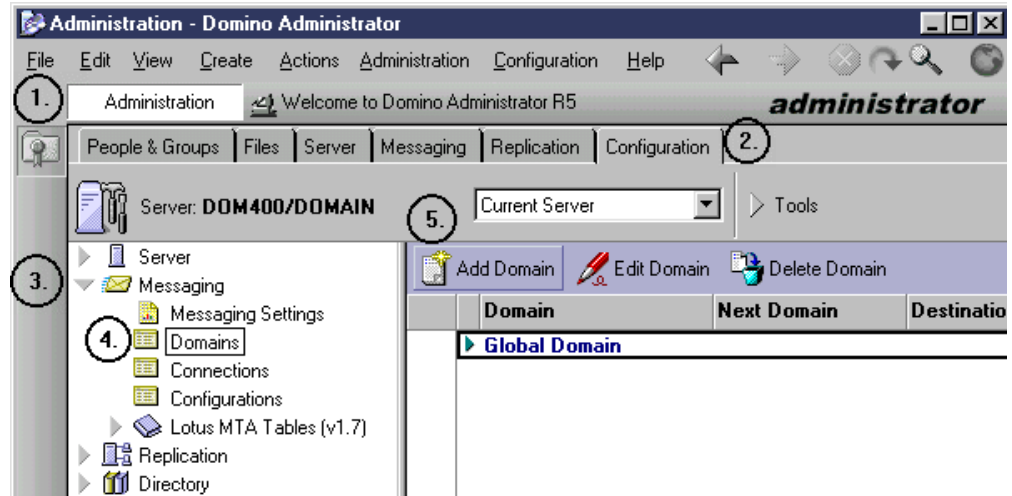 Administration - Domino Administrator
File Edit View Create Actions Administration Configuration Help
1. Administration Welcome to Domino Administrator R5 administrator
People & Groups Files Server Messaging Replication Configuration 2.
Server: DOM400/DOMAIN 5. Current Server Tools
Server
3. Messaging
Add Domain Edit Domain Delete Domain
Messaging Settings
Domain Next Domain Destinatio
4. Domains
Global Domain
Connections
Configurations
Lotus MTA Tables (v1.7)
Replication
Directory